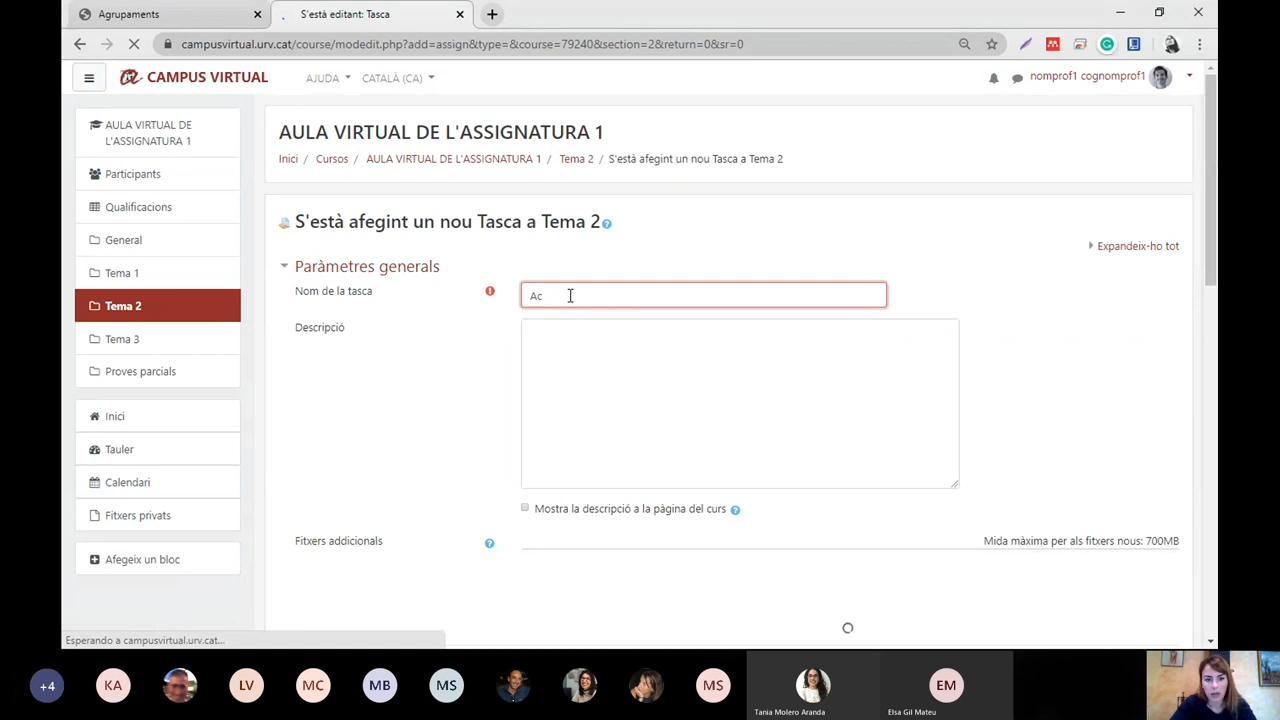 Agrupaments
S'està editant: Tasca
campusvirtual.urv.cat/course/modedit.php?add=assign&type=&course=79240&section=2&return=0&sr=0
CAMPUS VIRTUAL
AJUDA
CATALÀ (CA)
nomprof1 cognomprof1
AULA VIRTUAL DE
L'ASSIGNATURA 1
Participants
Qualificacions
General
Tema 1
Tema 2
Tema 3
Proves parcials
Inici
Tauler
Calendari
Fitxers privats
Afegeix un bloc
AULA VIRTUAL DE L'ASSIGNATURA 1
Inici / Cursos / AULA VIRTUAL DE L'ASSIGNATURA 1 / Tema 2 / S'està afegint un nou Tasca a Tema 2
S'està afegint un nou Tasca a Tema 2
Expandeix-ho tot
Paràmetres generals
Nom de la tasca
Ac
Descripció
Mostra la descripció a la pàgina del curs
Fitxers addicionals
Mida màxima per als fitxers nous: 700MB
Esperando a campusvirtual.urv.cat...
+4
KA
LV
MC
MB
MS
MS
Tania Molero Aranda
EM
Elsa Gil Mateu